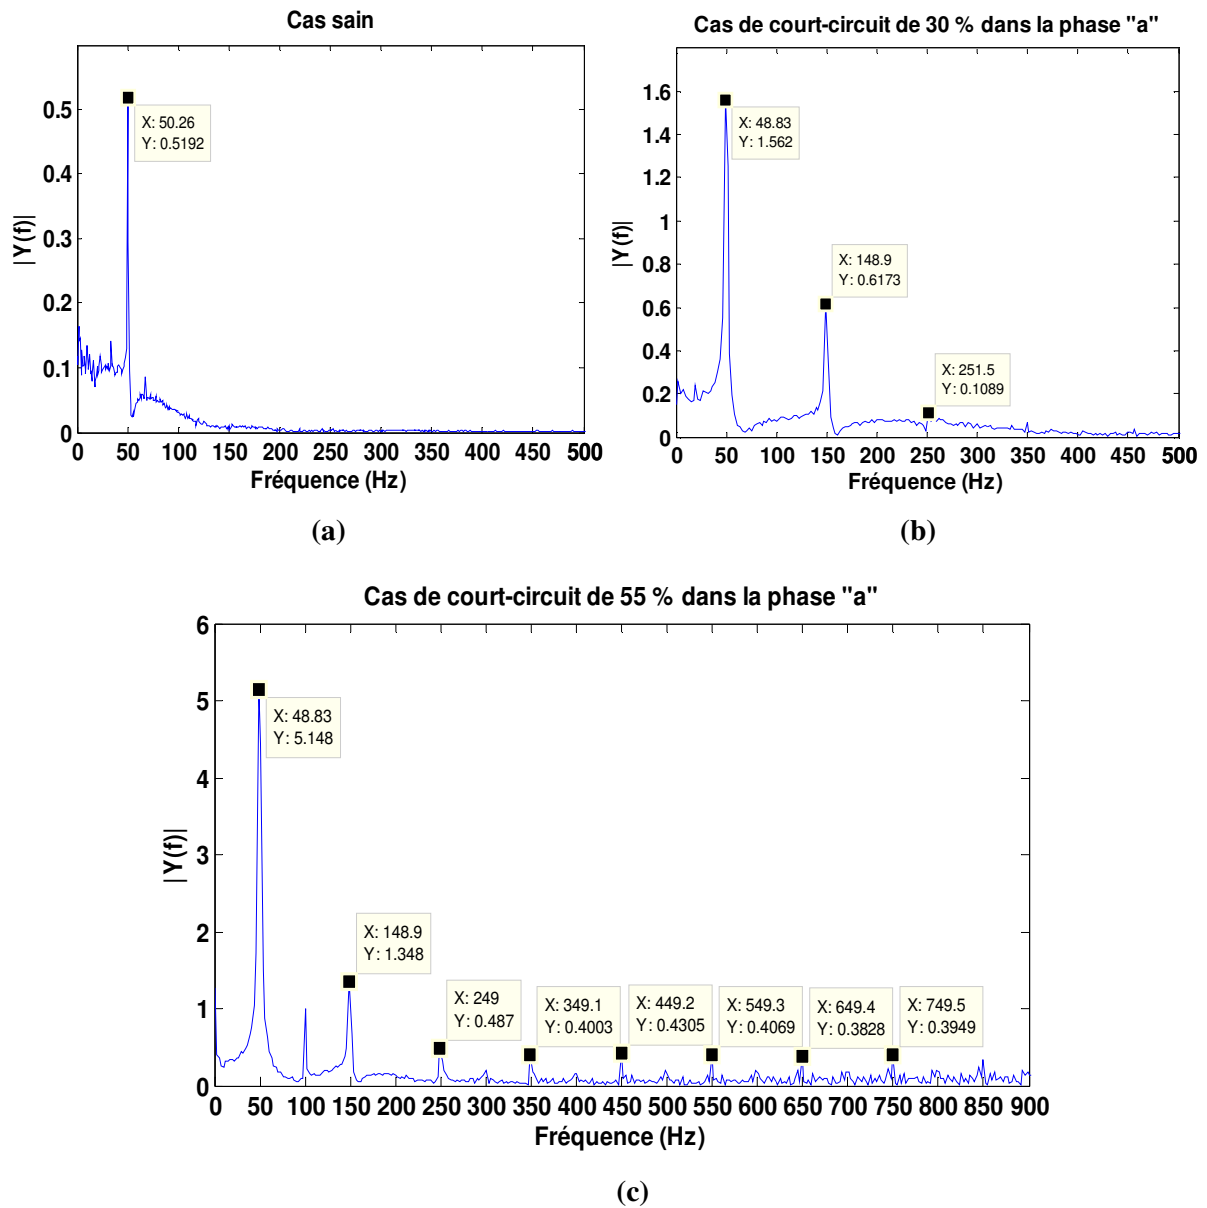 Cas sain
|Y(f)|
0.5
0.4
0.3
0.2
0.1
0
X: 50.26
Y: 0.5192
0 50 100 150 200 250 300 350 400 450 500
Fréquence (Hz)
(a)
Cas de court-circuit de 30 % dans la phase "a"
|Y(f)|
1.6
1.4
1.2
1
0.8
0.6
0.4
0.2
0
X: 48.83
Y: 1.562
X: 148.9
Y: 0.6173
X: 251.5
Y: 0.1089
0 50 100 150 200 250 300 350 400 450 500
Fréquence (Hz)
(b)
Cas de court-circuit de 55 % dans la phase "a"
|Y(f)|
6
5
4
3
2
1
0
X: 48.83
Y: 5.148
X: 148.9
Y: 1.348
X: 249
Y: 0.487
X: 349.1
Y: 0.4003
X: 449.2
Y: 0.4305
X: 549.3
Y: 0.4069
X: 649.4
Y: 0.3828
X: 749.5
Y: 0.3949
0 50 100 150 200 250 300 350 400 450 500 550 600 650 700 750 800 850 900
Fréquence (Hz)
(c)